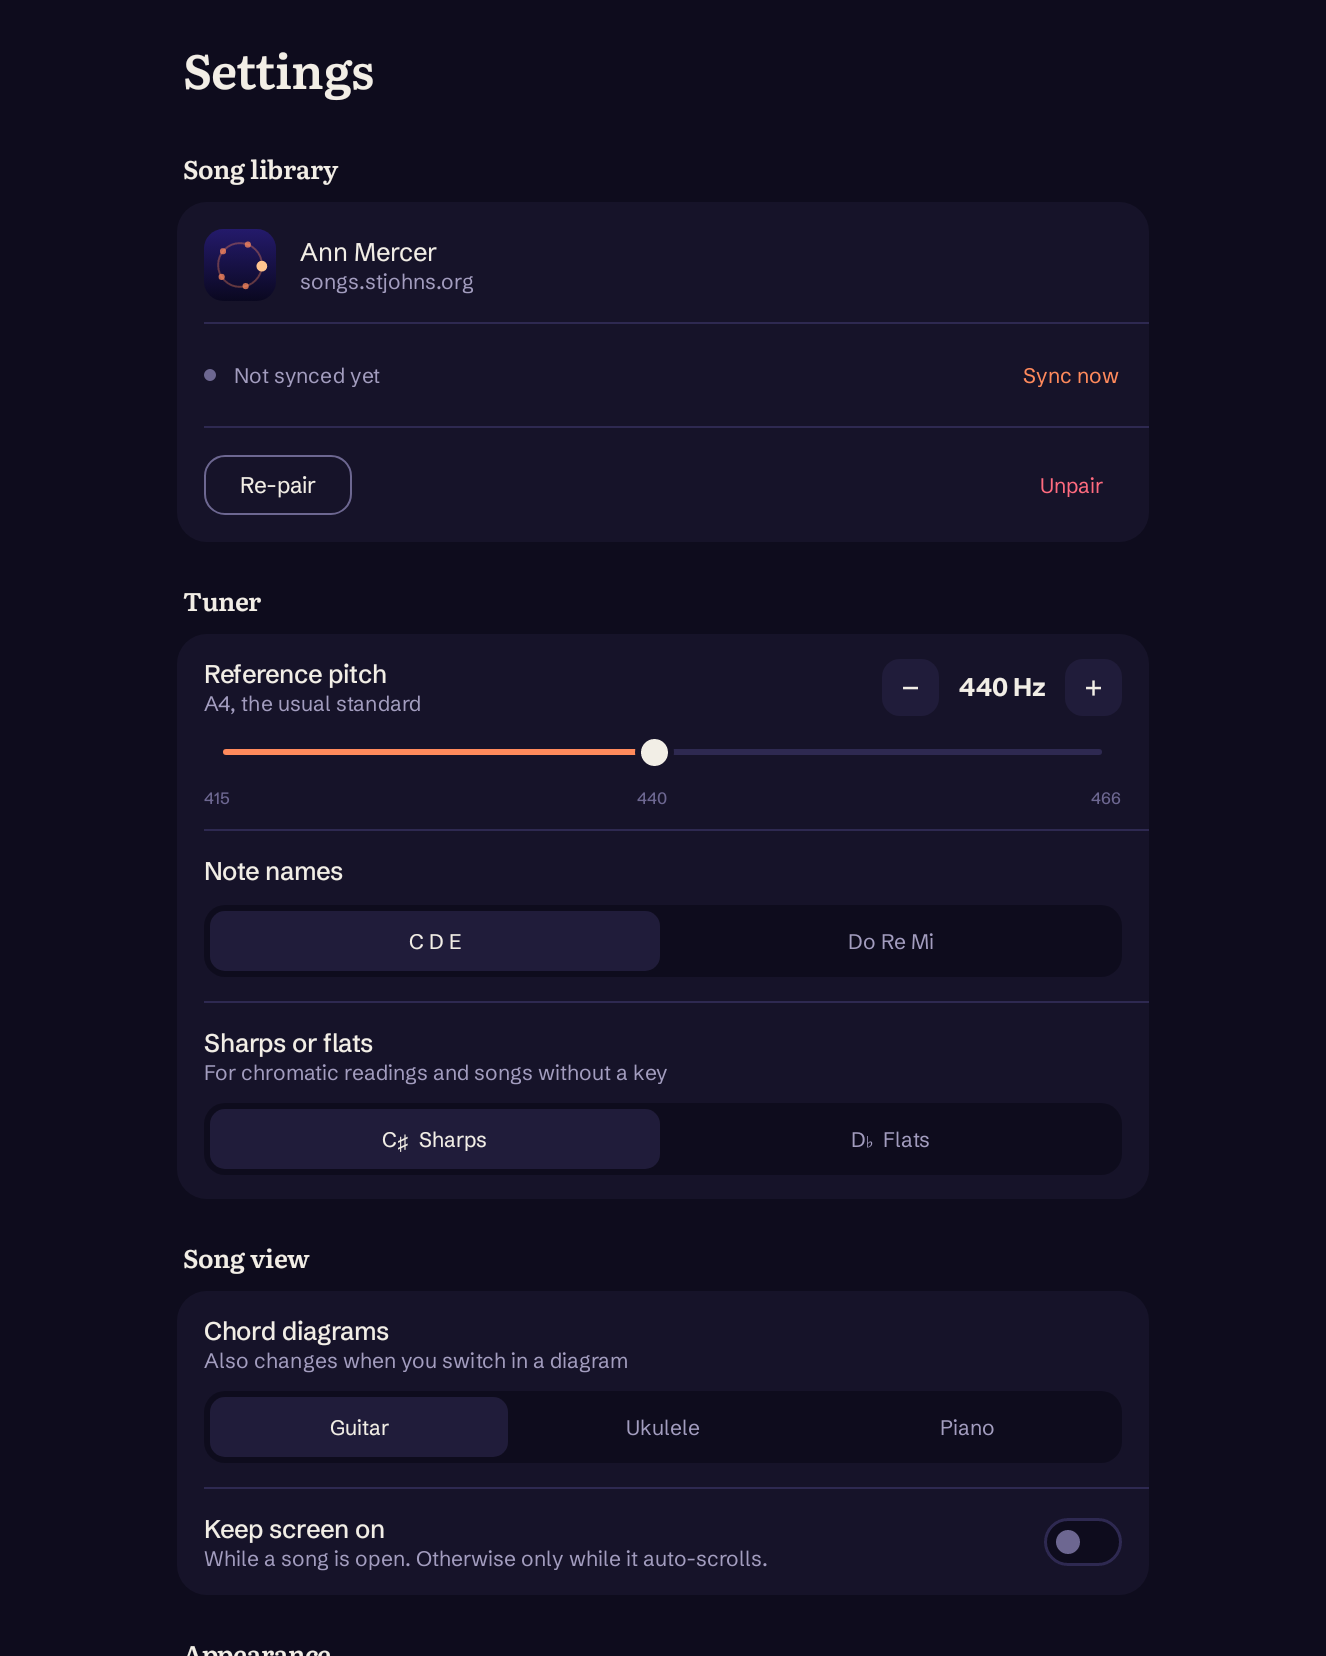 Settings
Song library
Ann Mercer
songs.stjohns.org
Not synced yet
Sync now
Re-pair
Unpair
Tuner
Reference pitch
A4, the usual standard
− 440 Hz +
415 440 466
Note names
C D E
Do Re Mi
Sharps or flats
For chromatic readings and songs without a key
C♯ Sharps
D♭ Flats
Song view
Chord diagrams
Also changes when you switch in a diagram
Guitar
Ukulele
Piano
Keep screen on
While a song is open. Otherwise only while it auto-scrolls.
Appearance